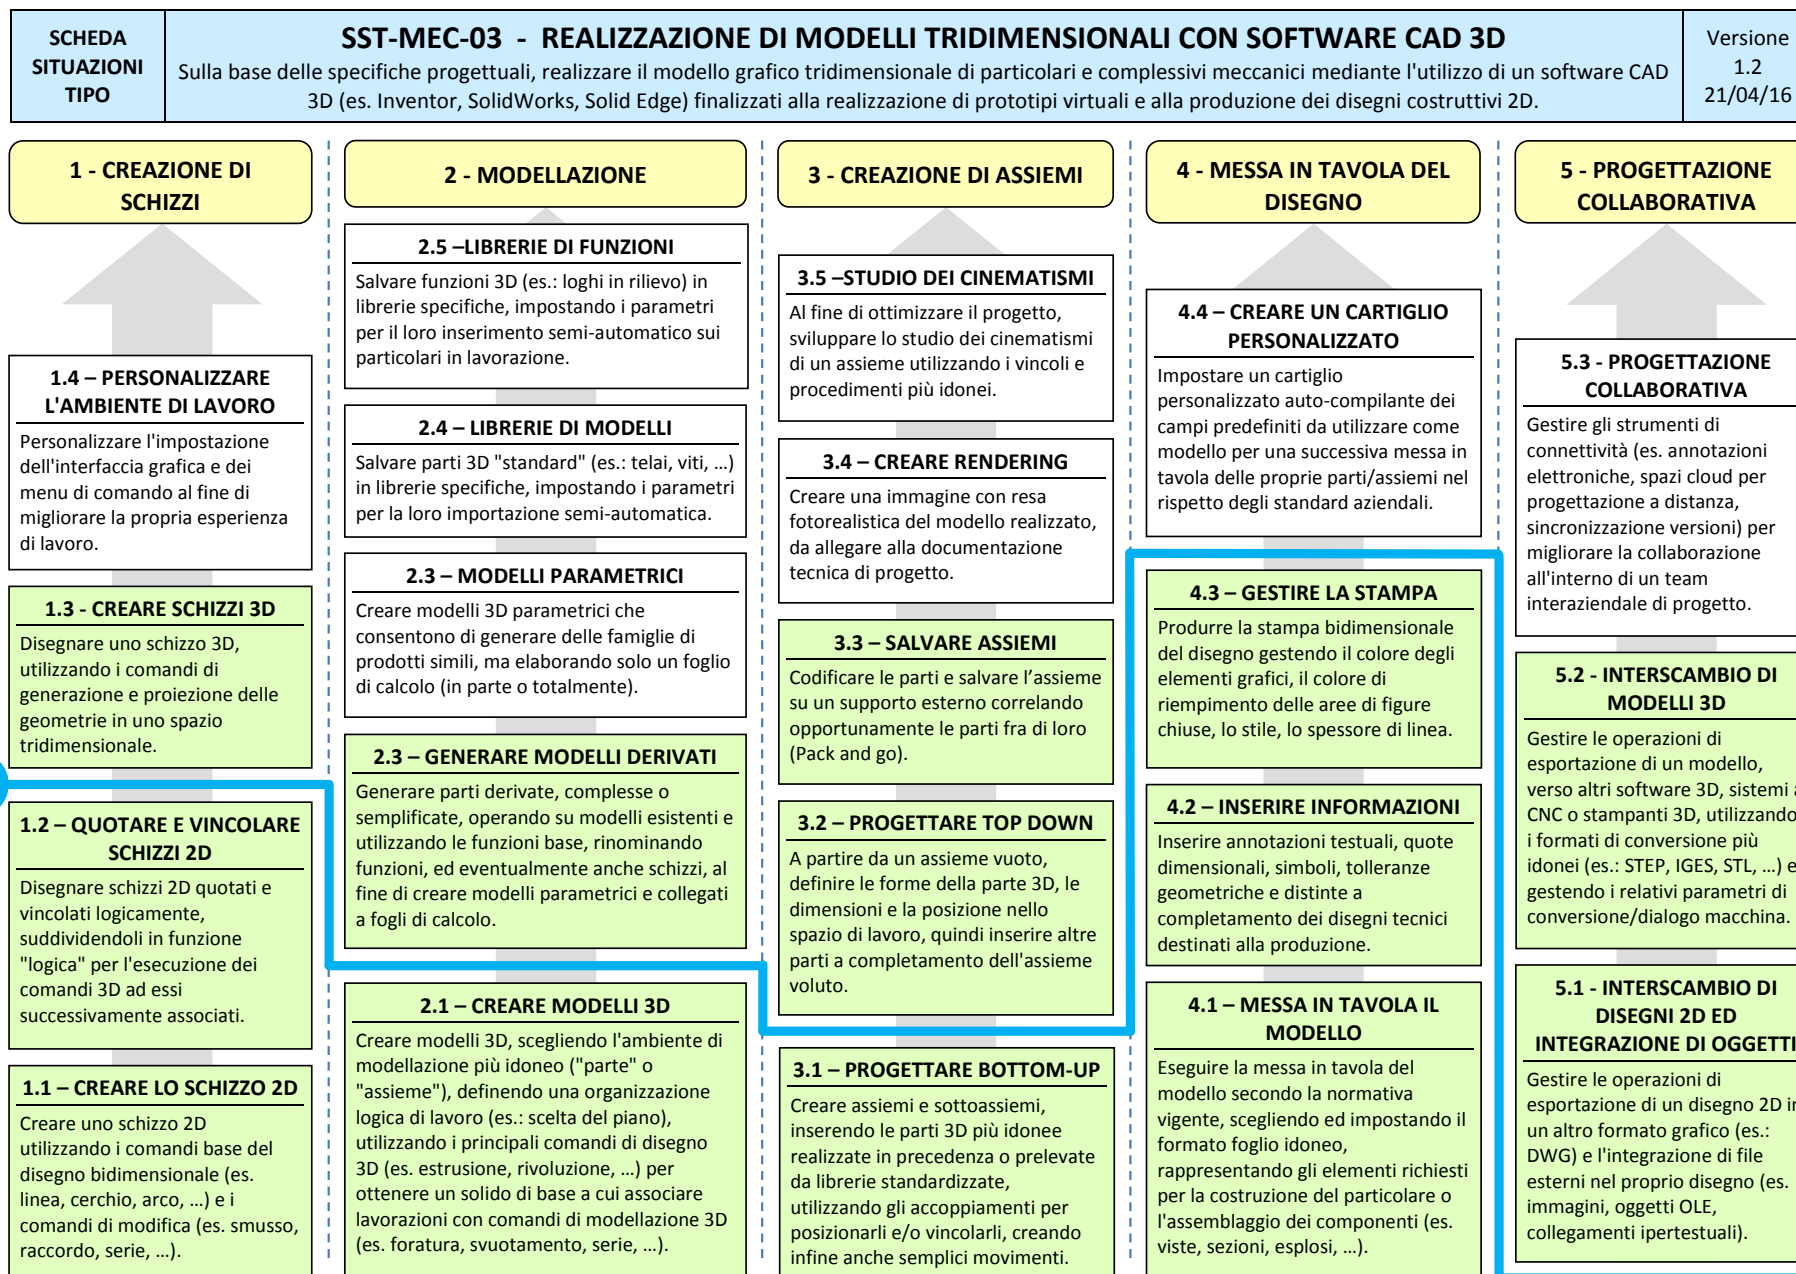 SCHEDA
SITUAZIONI
TIPO
SST-MEC-03 - REALIZZAZIONE DI MODELLI TRIDIMENSIONALI CON SOFTWARE CAD 3D
Sulla base delle specifiche progettuali, realizzare il modello grafico tridimensionale di particolari e complessivi meccanici mediante l'utilizzo di un software CAD
3D (es. Inventor, SolidWorks, Solid Edge) finalizzati alla realizzazione di prototipi virtuali e alla produzione dei disegni costruttivi 2D.
Versione
1.2
21/04/16
1 - CREAZIONE DI
SCHIZZI
1.4 – PERSONALIZZARE
L'AMBIENTE DI LAVORO
Personalizzare l'impostazione
dell'interfaccia grafica e dei
menu di comando al fine di
migliorare la propria esperienza
di lavoro.
1.3 - CREARE SCHIZZI 3D
Disegnare uno schizzo 3D,
utilizzando i comandi di
generazione e proiezione delle
geometrie in uno spazio
tridimensionale.
1.2 – QUOTARE E VINCOLARE
SCHIZZI 2D
Disegnare schizzi 2D quotati e
vincolati logicamente,
suddividendoli in funzione
"logica" per l'esecuzione dei
comandi 3D ad essi
successivamente associati.
1.1 – CREARE LO SCHIZZO 2D
Creare uno schizzo 2D
utilizzando i comandi base del
disegno bidimensionale (es.
linea, cerchio, arco, ...) e i
comandi di modifica (es. smusso,
raccordo, serie, ...).
2 - MODELLAZIONE
2.5 –LIBRERIE DI FUNZIONI
Salvare funzioni 3D (es.: loghi in rilievo) in
librerie specifiche, impostando i parametri
per il loro inserimento semi-automatico sui
particolari in lavorazione.
2.4 – LIBRERIE DI MODELLI
Salvare parti 3D "standard" (es.: telai, viti, ...)
in librerie specifiche, impostando i parametri
per la loro importazione semi-automatica.
2.3 – MODELLI PARAMETRICI
Creare modelli 3D parametrici che
consentono di generare delle famiglie di
prodotti simili, ma elaborando solo un foglio
di calcolo (in parte o totalmente).
2.3 – GENERARE MODELLI DERIVATI
Generare parti derivate, complesse o
semplificate, operando su modelli esistenti e
utilizzando le funzioni base, rinominando
funzioni, ed eventualmente anche schizzi, al
fine di creare modelli parametrici e collegati
a fogli di calcolo.
2.1 – CREARE MODELLI 3D
Creare modelli 3D, scegliendo l'ambiente di
modellazione più idoneo ("parte" o
"assieme"), definendo una organizzazione
logica di lavoro (es.: scelta del piano),
utilizzando i principali comandi di disegno
3D (es. estrusione, rivoluzione, ...) per
ottenere un solido di base a cui associare
lavorazioni con comandi di modellazione 3D
(es. foratura, svuotamento, serie, ...).
3 - CREAZIONE DI ASSIEMI
3.5 –STUDIO DEI CINEMATISMI
Al fine di ottimizzare il progetto,
sviluppare lo studio dei cinematismi
di un assieme utilizzando i vincoli e
procedimenti più idonei.
3.4 – CREARE RENDERING
Creare una immagine con resa
fotorealistica del modello realizzato,
da allegare alla documentazione
tecnica di progetto.
3.3 – SALVARE ASSIEMI
Codificare le parti e salvare l’assieme
su un supporto esterno correlando
opportunamente le parti fra di loro
(Pack and go).
3.2 – PROGETTARE TOP DOWN
A partire da un assieme vuoto,
definire le forme della parte 3D, le
dimensioni e la posizione nello
spazio di lavoro, quindi inserire altre
parti a completamento dell'assieme
voluto.
3.1 – PROGETTARE BOTTOM-UP
Creare assiemi e sottoassiemi,
inserendo le parti 3D più idonee
realizzate in precedenza o prelevate
da librerie standardizzate,
utilizzando gli accoppiamenti per
posizionarli e/o vincolarli, creando
infine anche semplici movimenti.
4 - MESSA IN TAVOLA DEL
DISEGNO
4.4 – CREARE UN CARTIGLIO
PERSONALIZZATO
Impostare un cartiglio
personalizzato auto-compilante dei
campi predefiniti da utilizzare come
modello per una successiva messa in
tavola delle proprie parti/assiemi nel
rispetto degli standard aziendali.
4.3 – GESTIRE LA STAMPA
Produrre la stampa bidimensionale
del disegno gestendo il colore degli
elementi grafici, il colore di
riempimento delle aree di figure
chiuse, lo stile, lo spessore di linea.
4.2 – INSERIRE INFORMAZIONI
Inserire annotazioni testuali, quote
dimensionali, simboli, tolleranze
geometriche e distinte a
completamento dei disegni tecnici
destinati alla produzione.
4.1 – MESSA IN TAVOLA IL
MODELLO
Eseguire la messa in tavola del
modello secondo la normativa
vigente, scegliendo ed impostando il
formato foglio idoneo,
rappresentando gli elementi richiesti
per la costruzione del particolare o
l'assemblaggio dei componenti (es.
viste, sezioni, esplosi, ...).
5 - PROGETTAZIONE
COLLABORATIVA
5.3 - PROGETTAZIONE
COLLABORATIVA
Gestire gli strumenti di
connettività (es. annotazioni
elettroniche, spazi cloud per
progettazione a distanza,
sincronizzazione versioni) per
migliorare la collaborazione
all'interno di un team
interaziendale di progetto.
5.2 - INTERSCAMBIO DI
MODELLI 3D
Gestire le operazioni di
esportazione di un modello,
verso altri software 3D, sistemi a
CNC o stampanti 3D, utilizzando
i formati di conversione più
idonei (es.: STEP, IGES, STL, ...) e
gestendo i relativi parametri di
conversione/dialogo macchina.
5.1 - INTERSCAMBIO DI
DISEGNI 2D ED
INTEGRAZIONE DI OGGETTI
Gestire le operazioni di
esportazione di un disegno 2D in
un altro formato grafico (es.:
DWG) e l'integrazione di file
esterni nel proprio disegno (es.
immagini, oggetti OLE,
collegamenti ipertestuali).